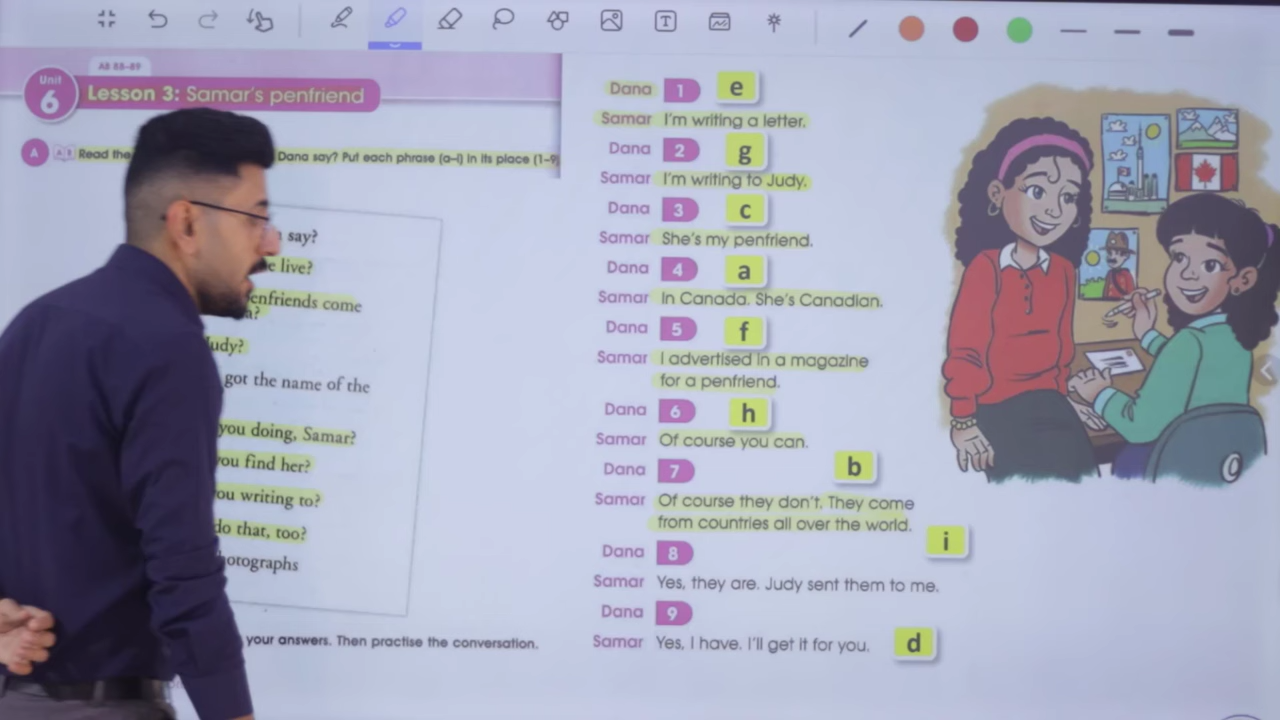 AB 88-89
Unit
6
Lesson 3: Samar's penfriend
A
AB
Read the
Dana say? Put each phrase (a–i) in its place (1–9)
say?
live?
enfriends come
a?
Judy?
got the name of the
you doing, Samar?
you find her?
you writing to?
do that, too?
hotographs
your answers. Then practise the conversation.
Dana 1 e
Samar I'm writing a letter.
Dana 2 g
Samar I'm writing to Judy.
Dana 3 c
Samar She's my penfriend.
Dana 4 a
Samar In Canada. She's Canadian.
Dana 5 f
Samar I advertised in a magazine
for a penfriend.
Dana 6 h
Samar Of course you can.
Dana 7 b
Samar Of course they don't. They come
from countries all over the world.
i
Dana 8
Samar Yes, they are. Judy sent them to me.
Dana 9
Samar Yes, I have. I'll get it for you. d